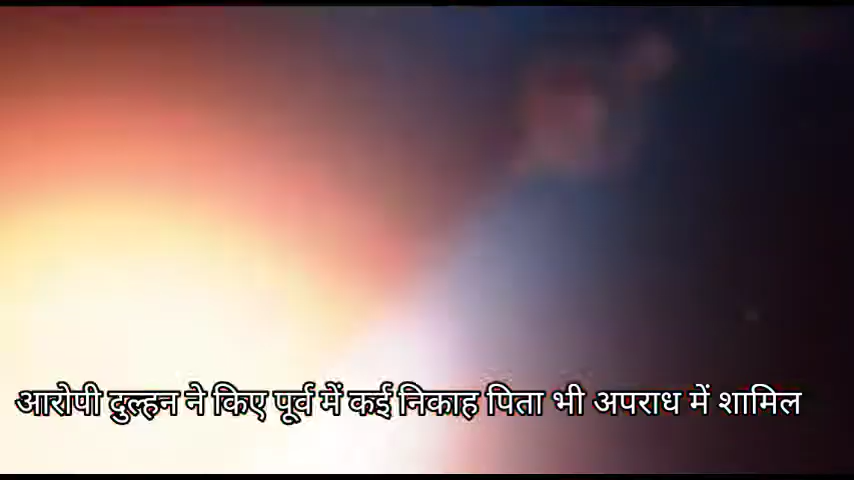 आरोपी दुल्हन ने किए पूर्व में कई निकाह पिता भी अपराध में शामिल